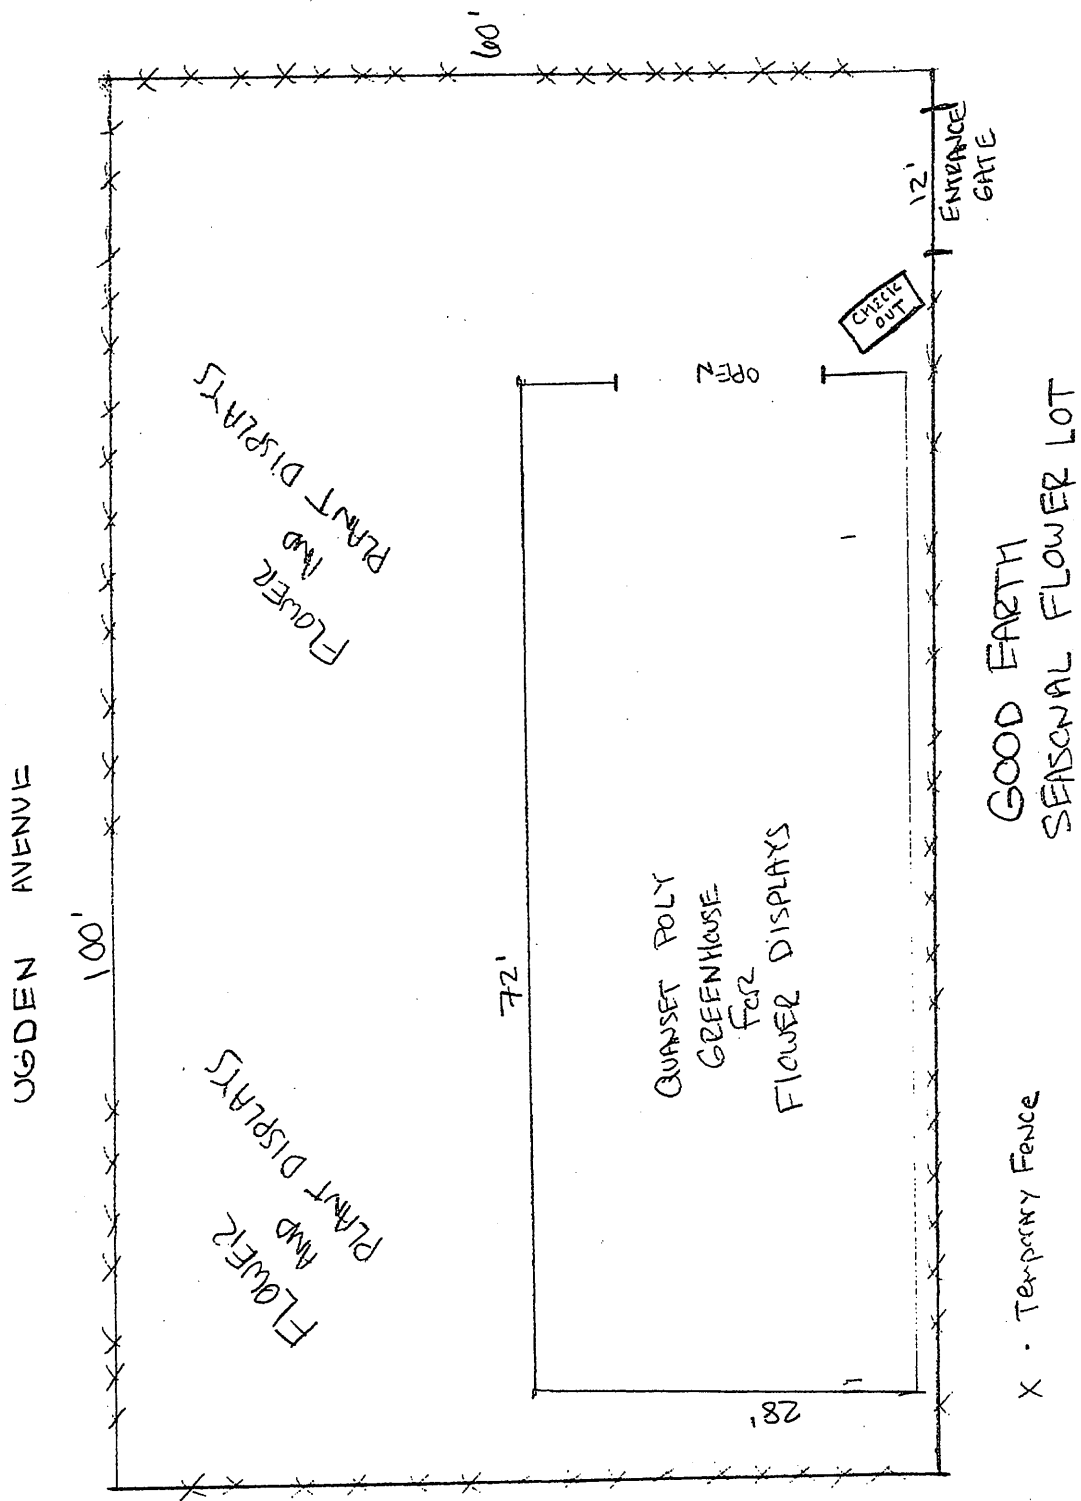 OGDEN AVENUE
100'
60'
FLOWER
AND
PLANT DISPLAYS
FLOWER
AND
PLANT DISPLAYS
72'
28'
QUANSET POLY
GREENHOUSE
FOR
FLOWER DISPLAYS
OPEN
CHECK
OUT
12'
ENTRANCE
GATE
X - Temporary Fence
GOOD EARTH
SEASONAL FLOWER LOT